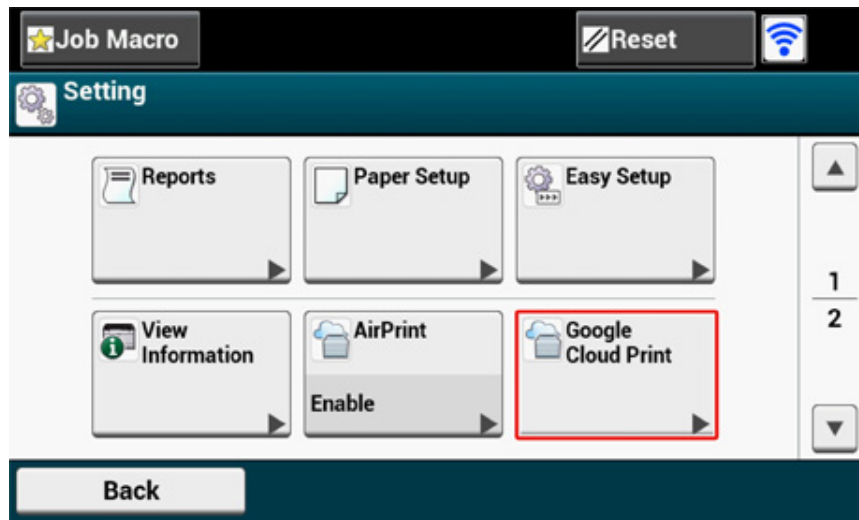 Job Macro
Reset
Setting
Reports
Paper Setup
Easy Setup
1
2
View
Information
AirPrint
Enable
Google
Cloud Print
Back